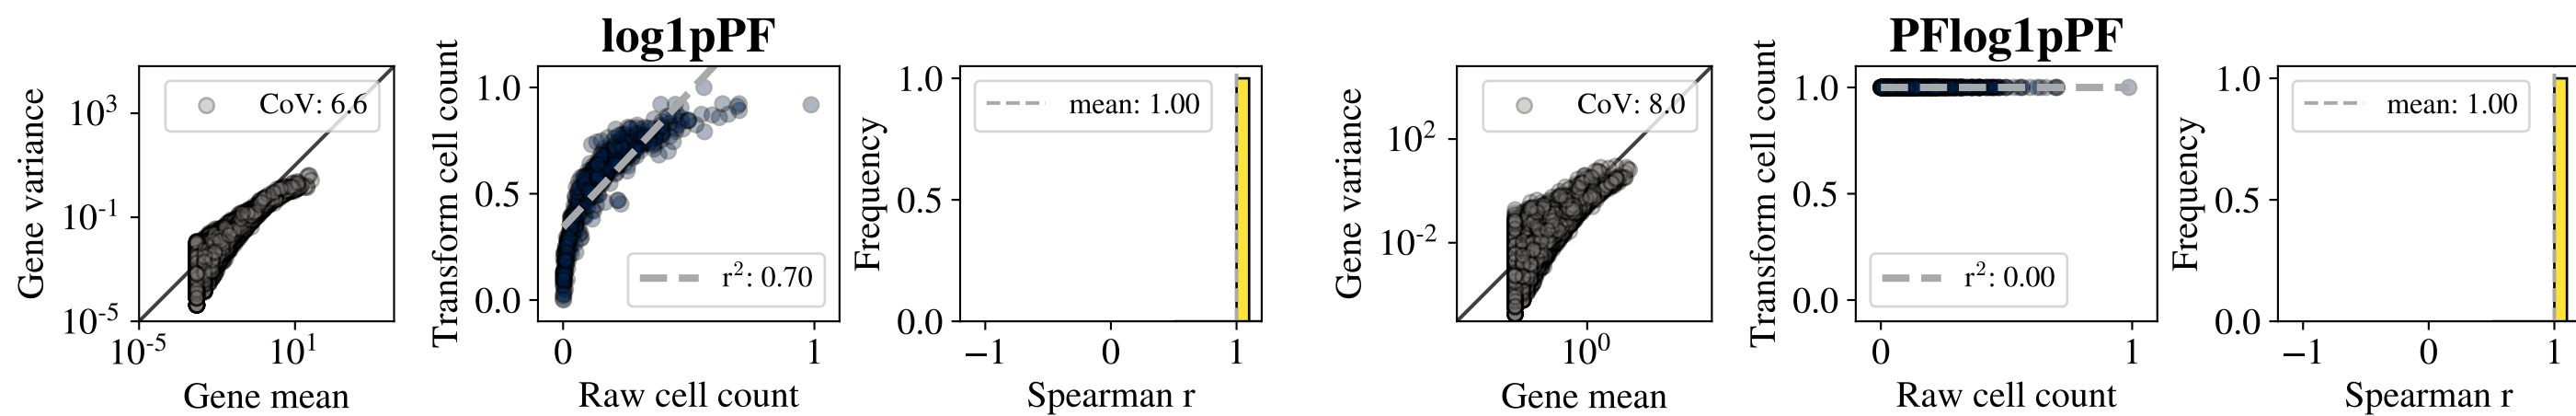 log1pPF
Gene variance
10^3
10^-1
10^-5
CoV: 6.6
10^-5
10^1
Gene mean
Transform cell count
1.0
0.5
0.0
r^2: 0.70
0
1
Raw cell count
Frequency
1.0
0.5
0.0
mean: 1.00
−1
0
1
Spearman r
PFlog1pPF
Gene variance
10^2
10^-2
CoV: 8.0
10^0
Gene mean
Transform cell count
1.0
0.5
0.0
r^2: 0.00
0
1
Raw cell count
Frequency
1.0
0.5
0.0
mean: 1.00
−1
0
1
Spearman r